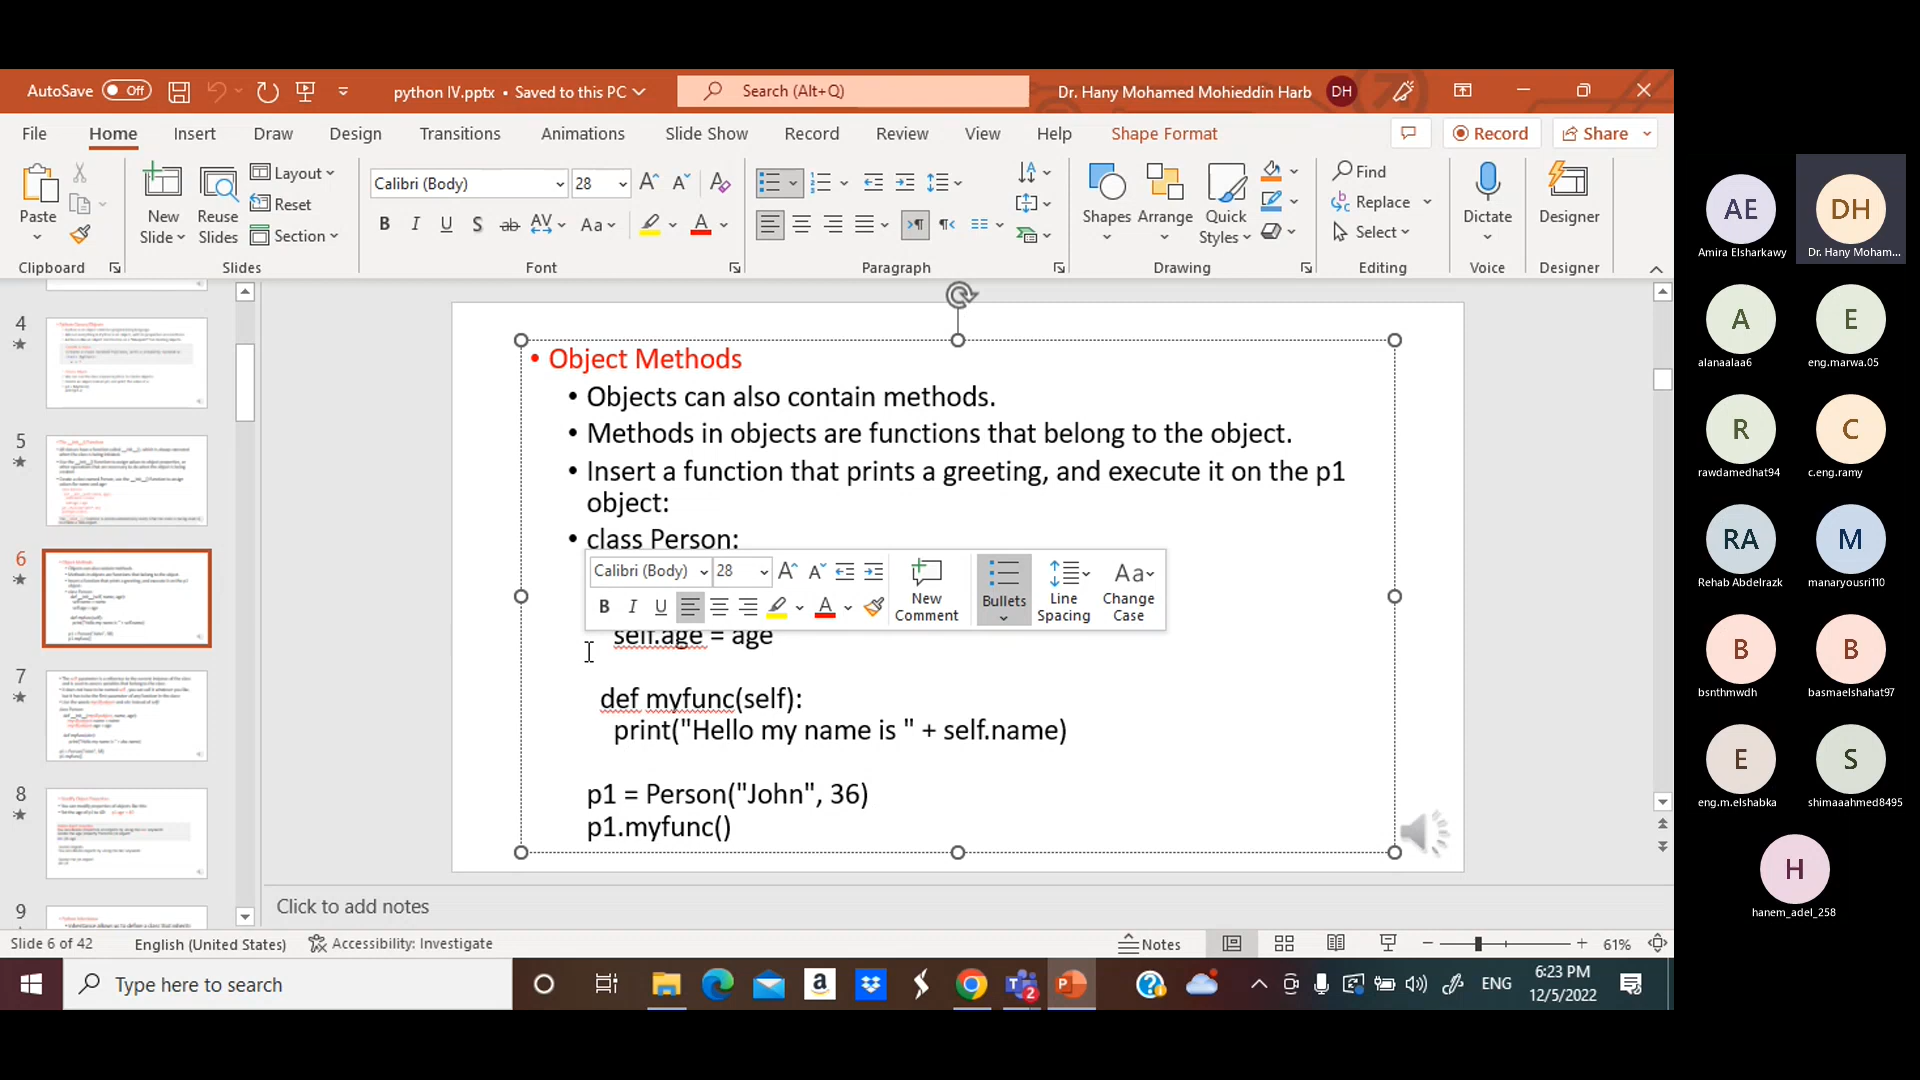 AutoSave Off python IV.pptx • Saved to this PC Search (Alt+Q) Dr. Hany Mohamed Mohieddin Harb DH
File Home Insert Draw Design Transitions Animations Slide Show Record Review View Help Shape Format Record Share
Paste
New Slide
Reuse Slides
Layout
Reset
Section
Calibri (Body) 28
Shapes
Arrange
Quick Styles
Find
Replace
Select
Dictate
Designer
Clipboard Slides Font Paragraph Drawing Editing Voice Designer
4
5
6
7
8
9
• Object Methods
• Objects can also contain methods.
• Methods in objects are functions that belong to the object.
• Insert a function that prints a greeting, and execute it on the p1
object:
• class Person:
Calibri (Body) 28
New Comment
Bullets
Line Spacing
Change Case
self.age = age
def myfunc(self):
print("Hello my name is " + self.name)
p1 = Person("John", 36)
p1.myfunc()
Click to add notes
Slide 6 of 42 English (United States) Accessibility: Investigate Notes 61%
Type here to search
ENG
6:23 PM
12/5/2022
AE
Amira Elsharkawy
DH
Dr. Hany Moham...
A
alanaalaa6
E
eng.marwa.05
R
rawdamedhat94
C
c.eng.ramy
RA
Rehab Abdelrazk
M
manaryousri110
B
bsnthmwdh
B
basmaelshahat97
E
eng.m.elshabka
S
shimaaahmed8495
H
hanem_adel_258